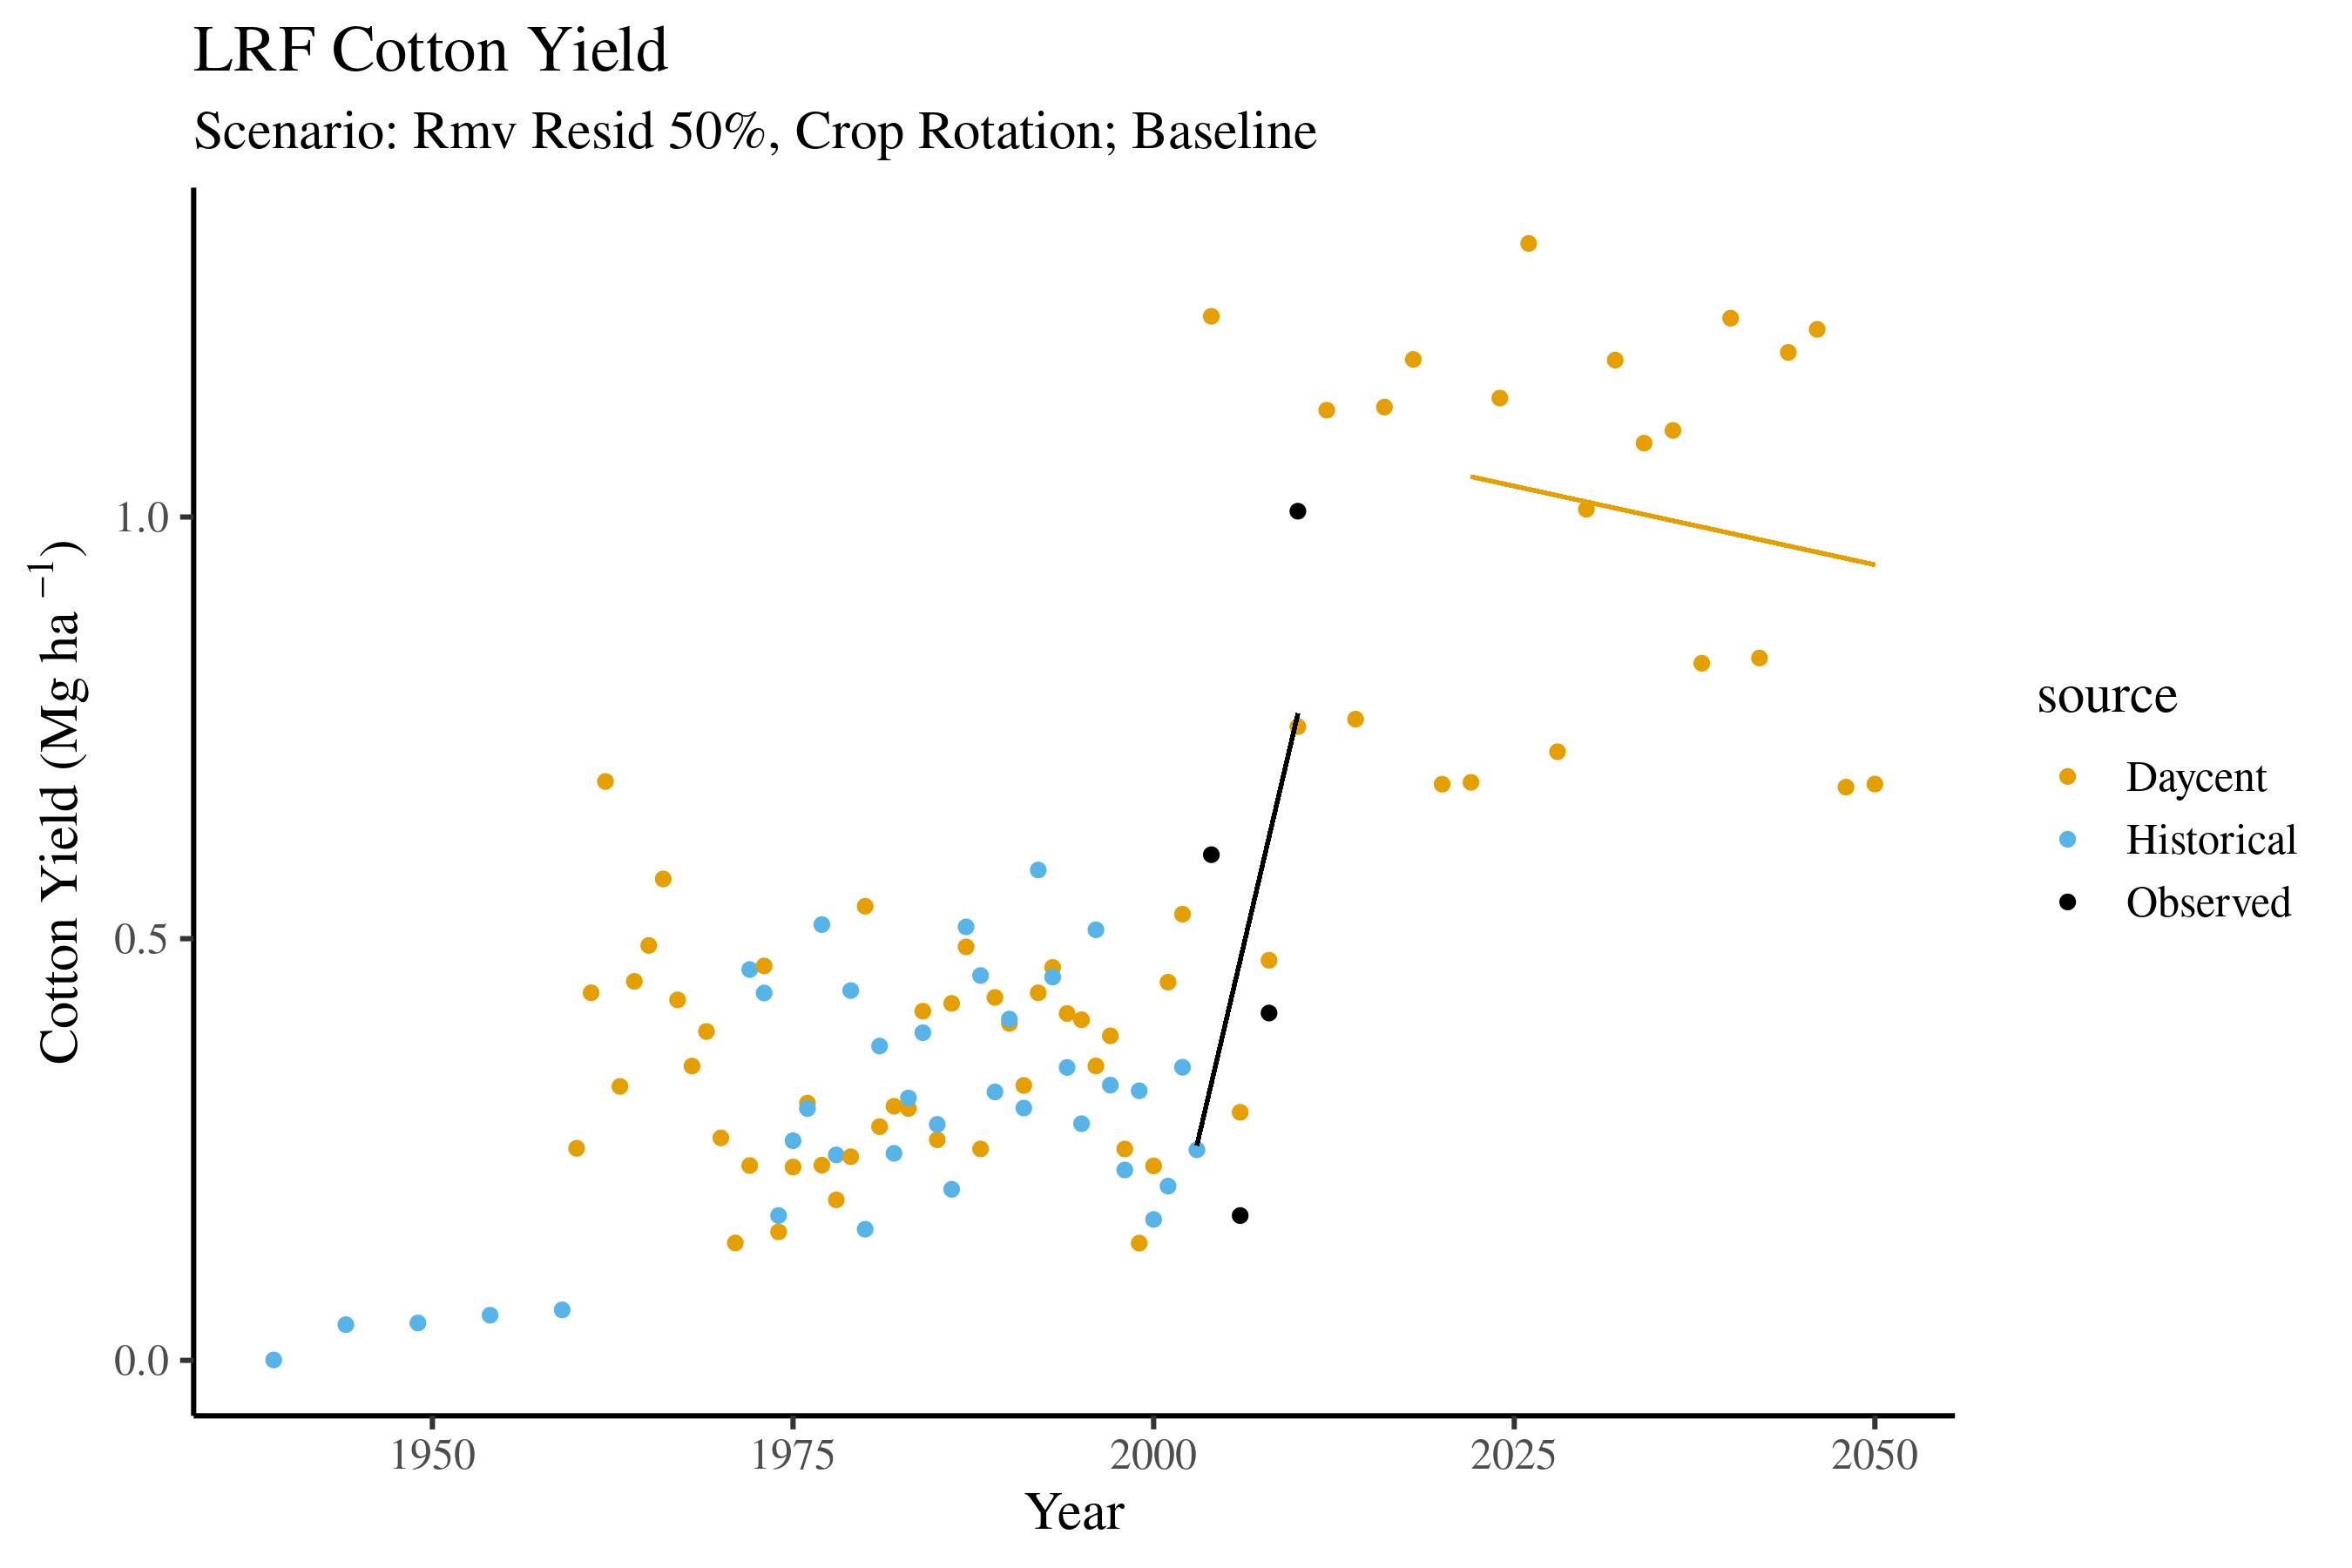 LRF Cotton Yield
Scenario: Rmv Resid 50%, Crop Rotation; Baseline
Cotton Yield (Mg ha −1)
1.0
0.5
0.0
1950
1975
2000
2025
2050
Year
source
Daycent
Historical
Observed